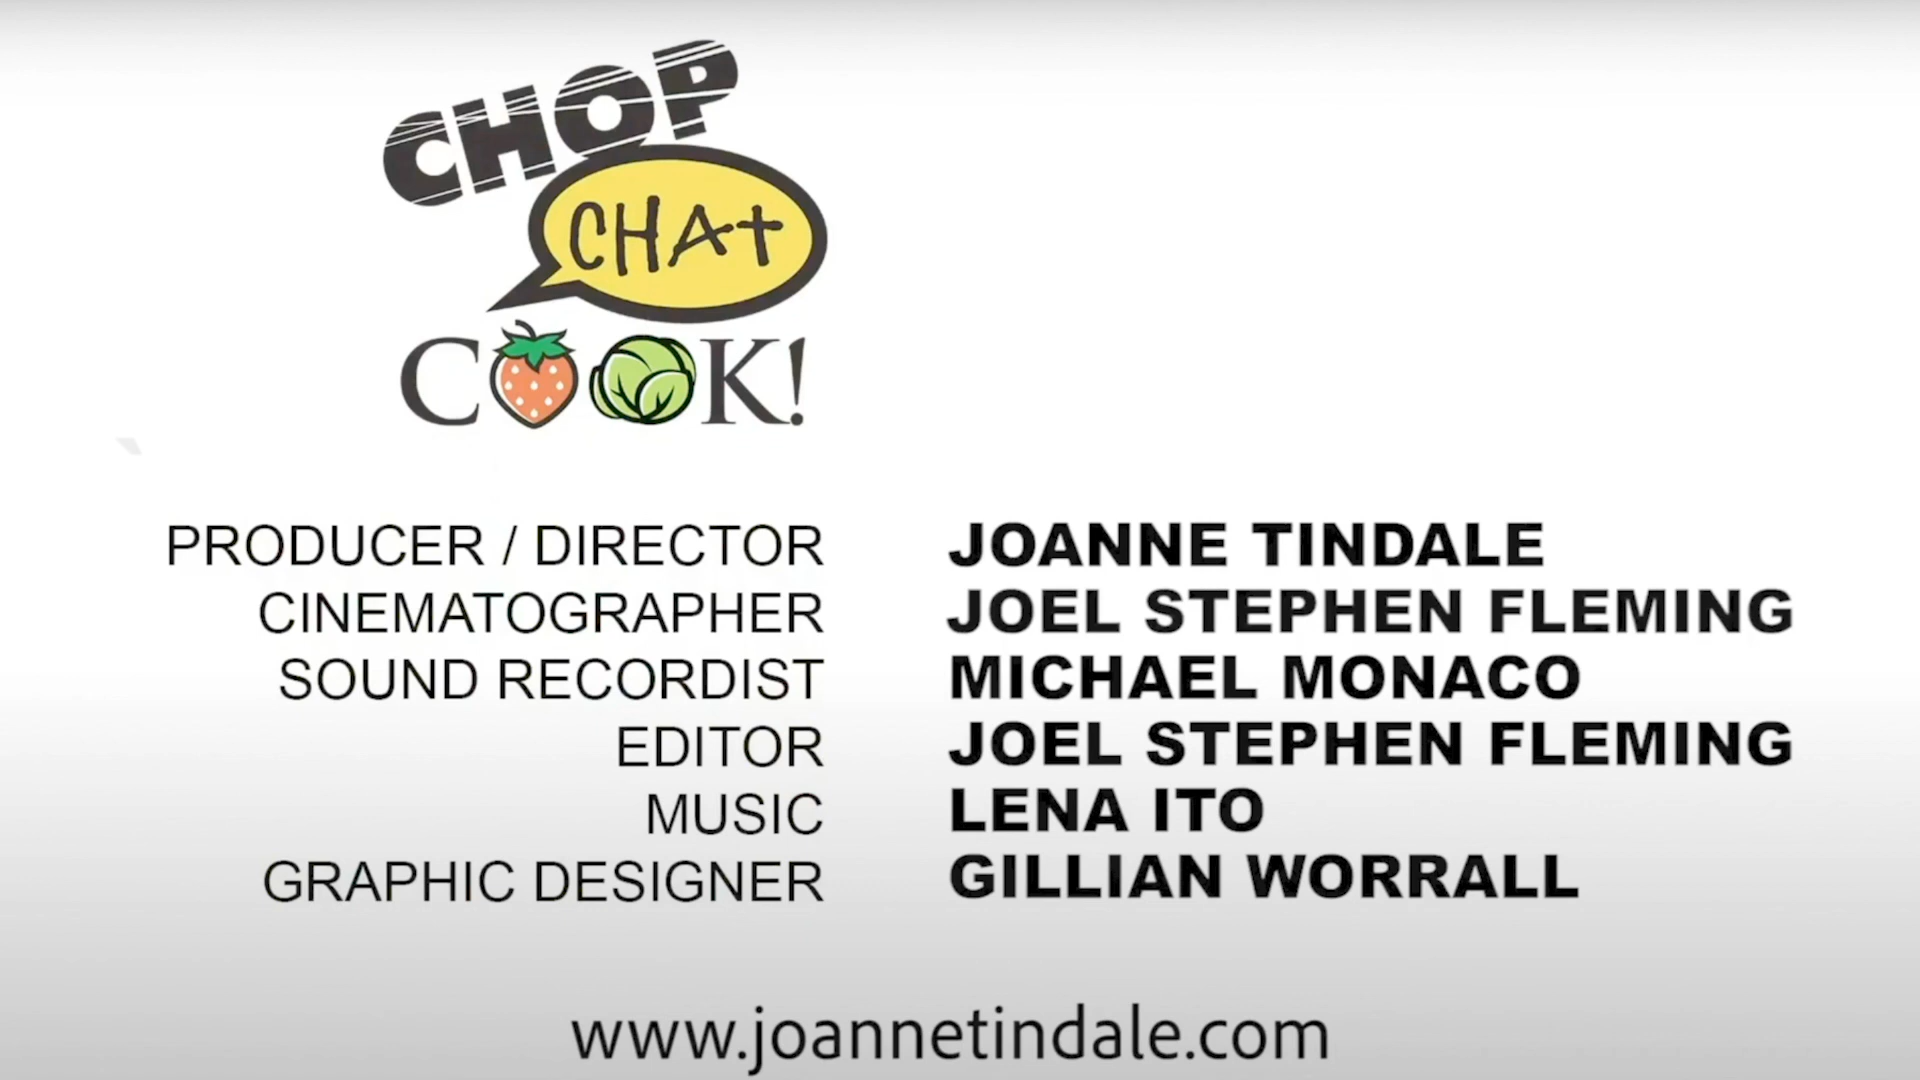 CHOP
CHAt
COOK!
PRODUCER / DIRECTOR JOANNE TINDALE
CINEMATOGRAPHER JOEL STEPHEN FLEMING
SOUND RECORDIST MICHAEL MONACO
EDITOR JOEL STEPHEN FLEMING
MUSIC LENA ITO
GRAPHIC DESIGNER GILLIAN WORRALL
www.joannetindale.com